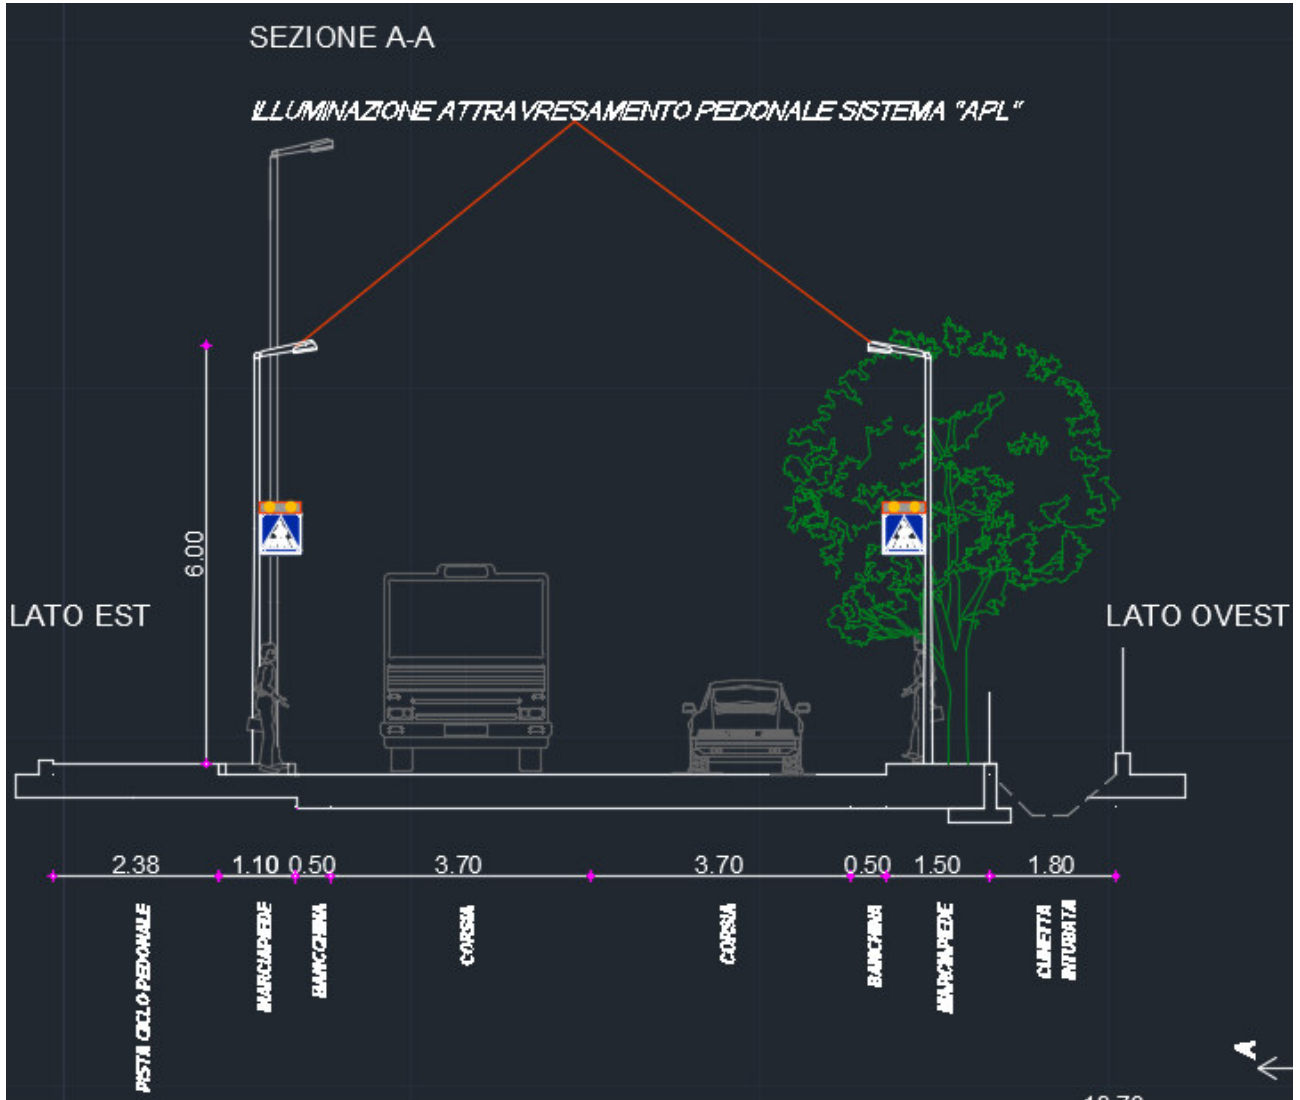 SEZIONE A-A
ILLUMINAZIONE ATTRAVRESAMENTO PEDONALE SISTEMA "APL"
6.00
LATO EST
LATO OVEST
2.38
1.10
0.50
3.70
3.70
0.50
1.50
1.80
PISTA CICLO PEDONALE
MARCIAPIEDE
BANCCHINA
CORSIA
CORSIA
BANCHINA
MARCIAPIEDE
CUNETTA
INTUBATA
A